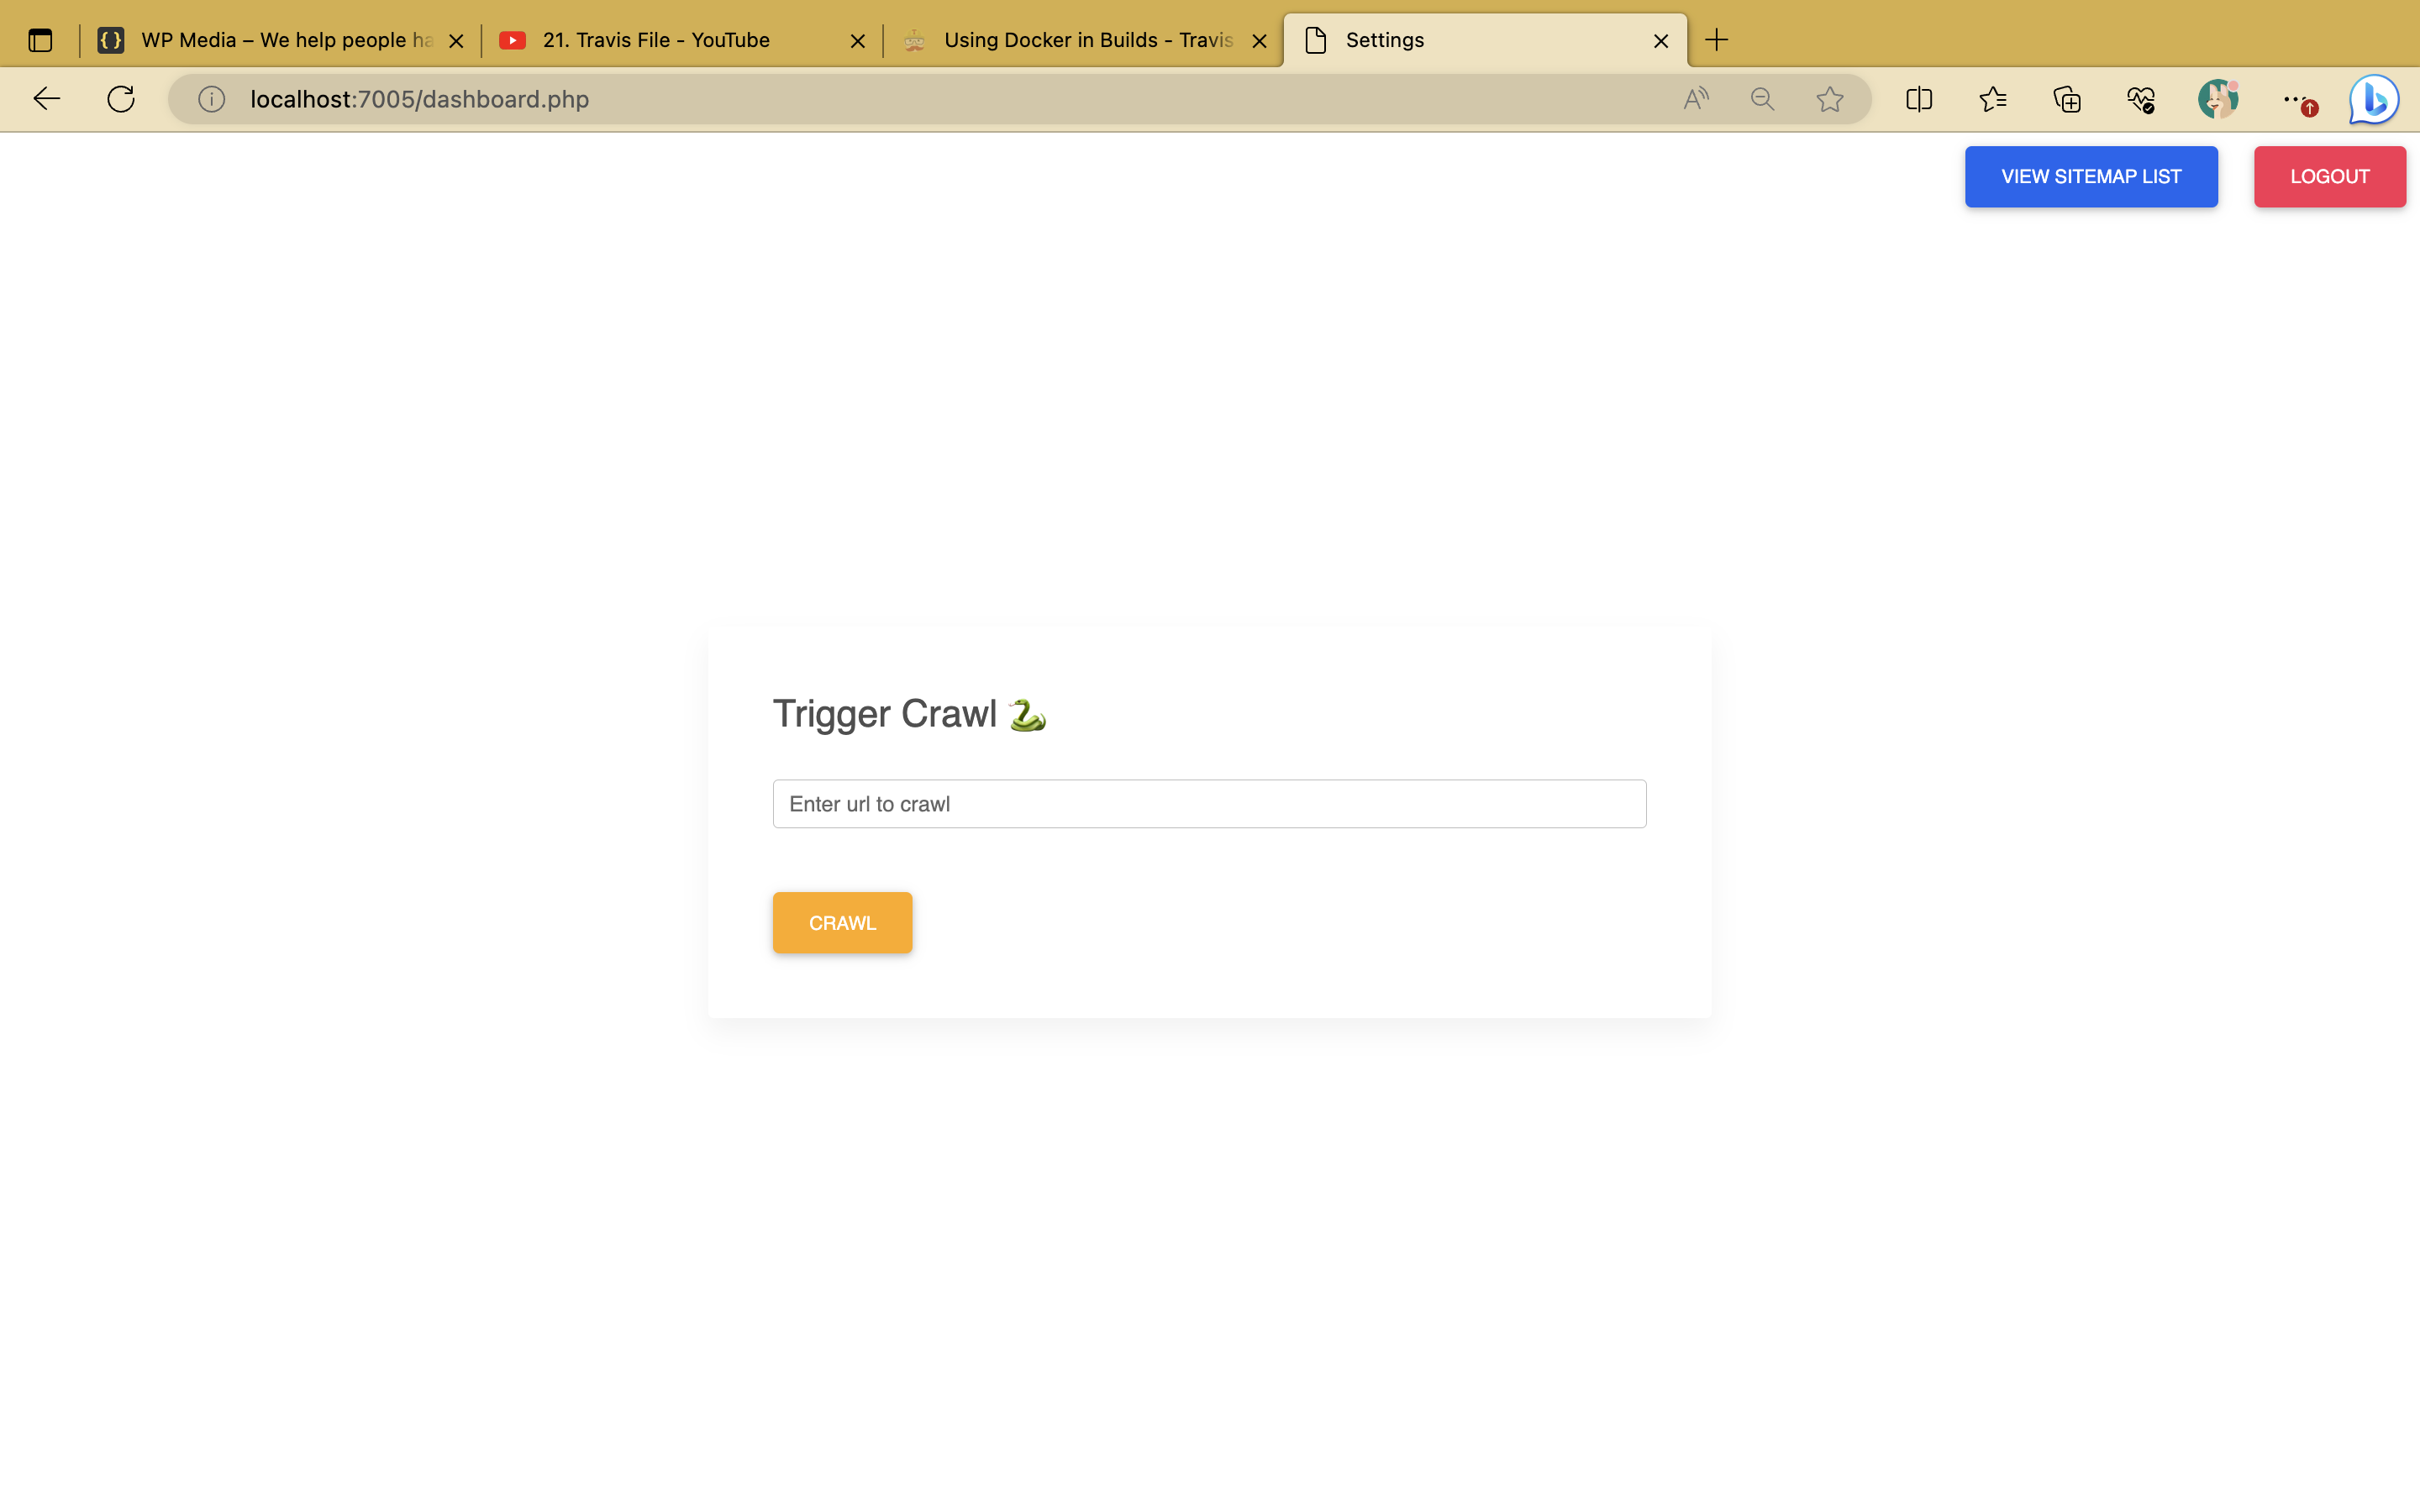 WP Media – We help people ha
21. Travis File - YouTube
Using Docker in Builds - Travis
Settings
localhost:7005/dashboard.php
VIEW SITEMAP LIST
LOGOUT
Trigger Crawl 🐍
Enter url to crawl
CRAWL